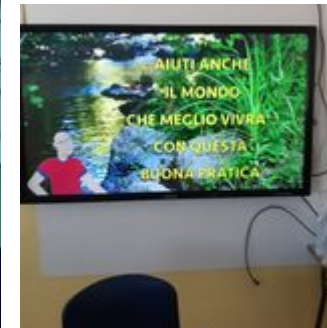 AIUTI ANCHE
IL MONDO
CHE MEGLIO VIVRÀ
CON QUESTA
BUONA PRATICA